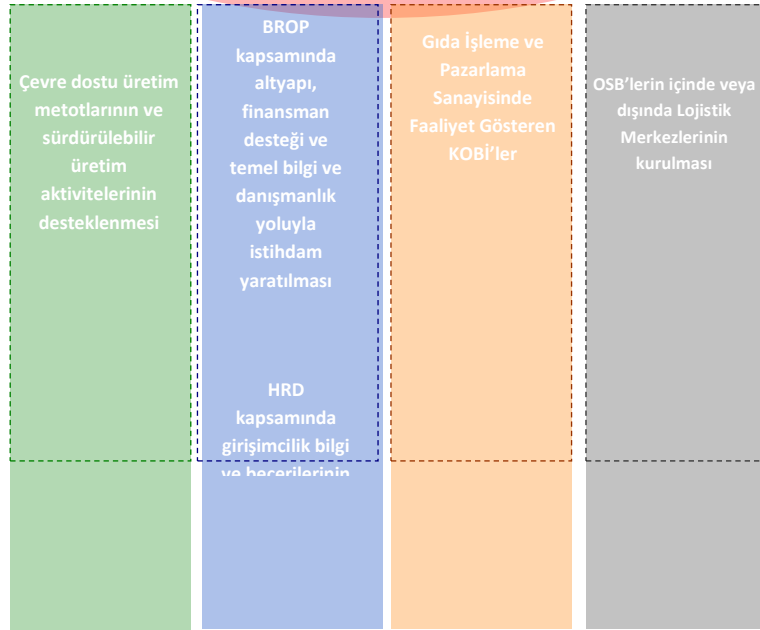 Çevre dostu üretim
metotlarının ve
sürdürülebilir
üretim
aktivitelerinin
desteklenmesi
BROP
kapsamında
altyapı,
finansman
desteği ve
temel bilgi ve
danışmanlık
yoluyla
istihdam
yaratılması
HRD
kapsamında
girişimcilik bilgi
ve becerilerinin
Gıda İşleme ve
Pazarlama
Sanayisinde
Faaliyet Gösteren
KOBİ’ler
OSB’lerin içinde veya
dışında Lojistik
Merkezlerinin
kurulması